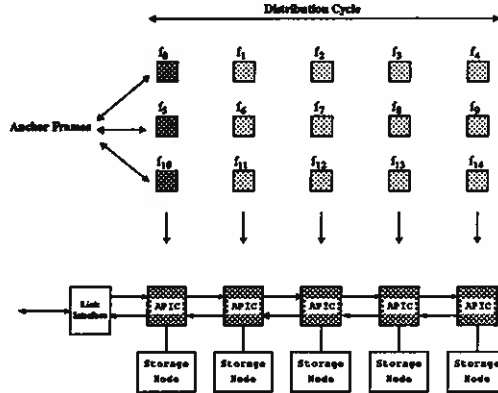 Distribution Cycle
f0 f1 f2 f3 f4
f5 f6 f7 f8 f9
Anchor Frames
f10 f11 f12 f13 f14
Link
Interface
APIC APIC APIC APIC APIC
Storage Storage Storage Storage Storage
Node Node Node Node Node